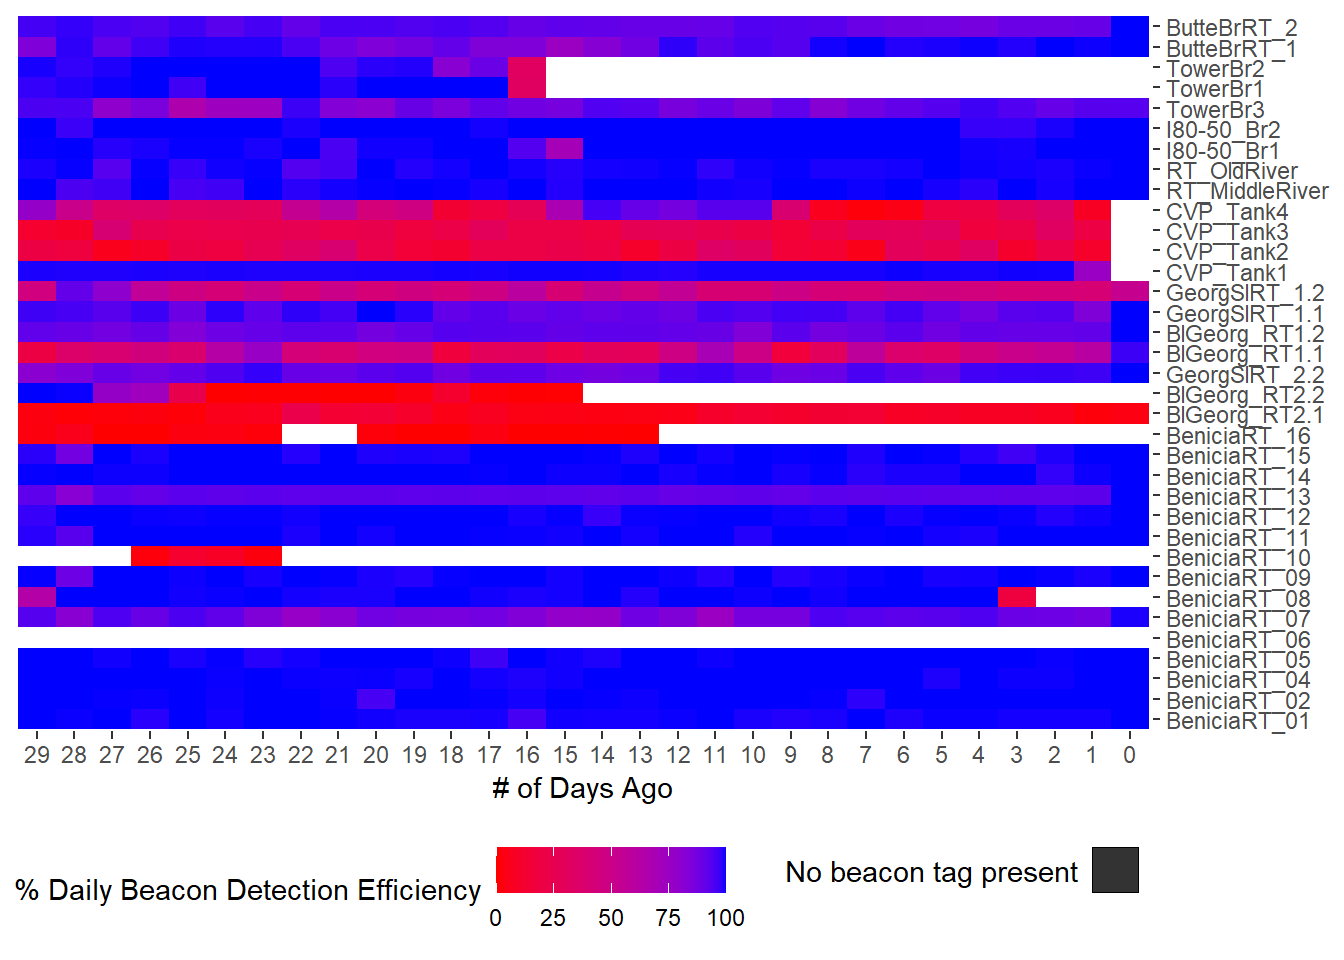 ButteBrRT_2
ButteBrRT_1
TowerBr2
TowerBr1
TowerBr3
I80-50_Br2
I80-50_Br1
RT_OldRiver
RT_MiddleRiver
CVP_Tank4
CVP_Tank3
CVP_Tank2
CVP_Tank1
GeorgSlRT_1.2
GeorgSlRT_1.1
BlGeorg_RT1.2
BlGeorg_RT1.1
GeorgSlRT_2.2
BlGeorg_RT2.2
BlGeorg_RT2.1
BeniciaRT_16
BeniciaRT_15
BeniciaRT_14
BeniciaRT_13
BeniciaRT_12
BeniciaRT_11
BeniciaRT_10
BeniciaRT_09
BeniciaRT_08
BeniciaRT_07
BeniciaRT_06
BeniciaRT_05
BeniciaRT_04
BeniciaRT_02
BeniciaRT_01
29 28 27 26 25 24 23 22 21 20 19 18 17 16 15 14 13 12 11 10 9 8 7 6 5 4 3 2 1 0
# of Days Ago
% Daily Beacon Detection Efficiency
0 25 50 75 100
No beacon tag present